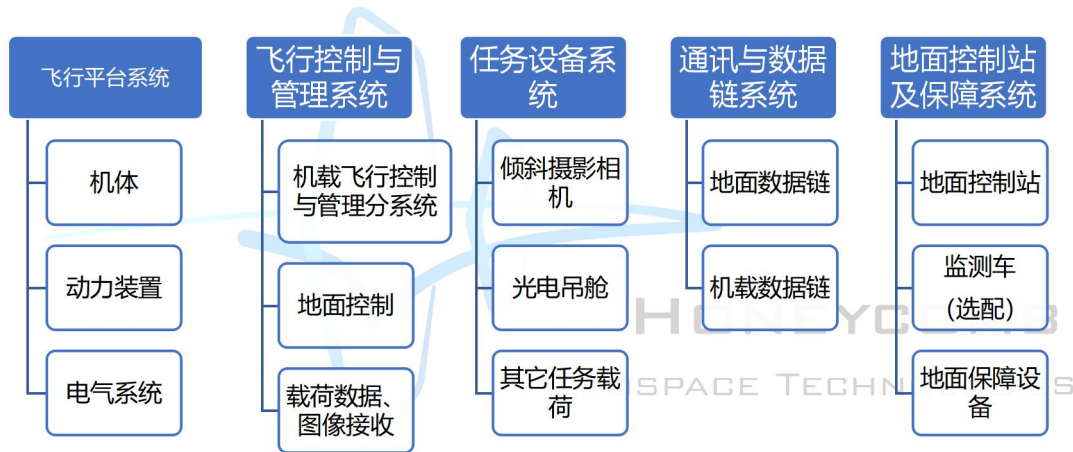 飞行平台系统
机体
动力装置
电气系统
飞行控制与
管理系统
机载飞行控制
与管理分系统
地面控制
载荷数据、
图像接收
任务设备系
统
倾斜摄影相
机
光电吊舱
其它任务载
荷
通讯与数据
链系统
地面数据链
机载数据链
地面控制站
及保障系统
地面控制站
监测车
（选配）
地面保障设
备
HONEYCOMB
SPACE